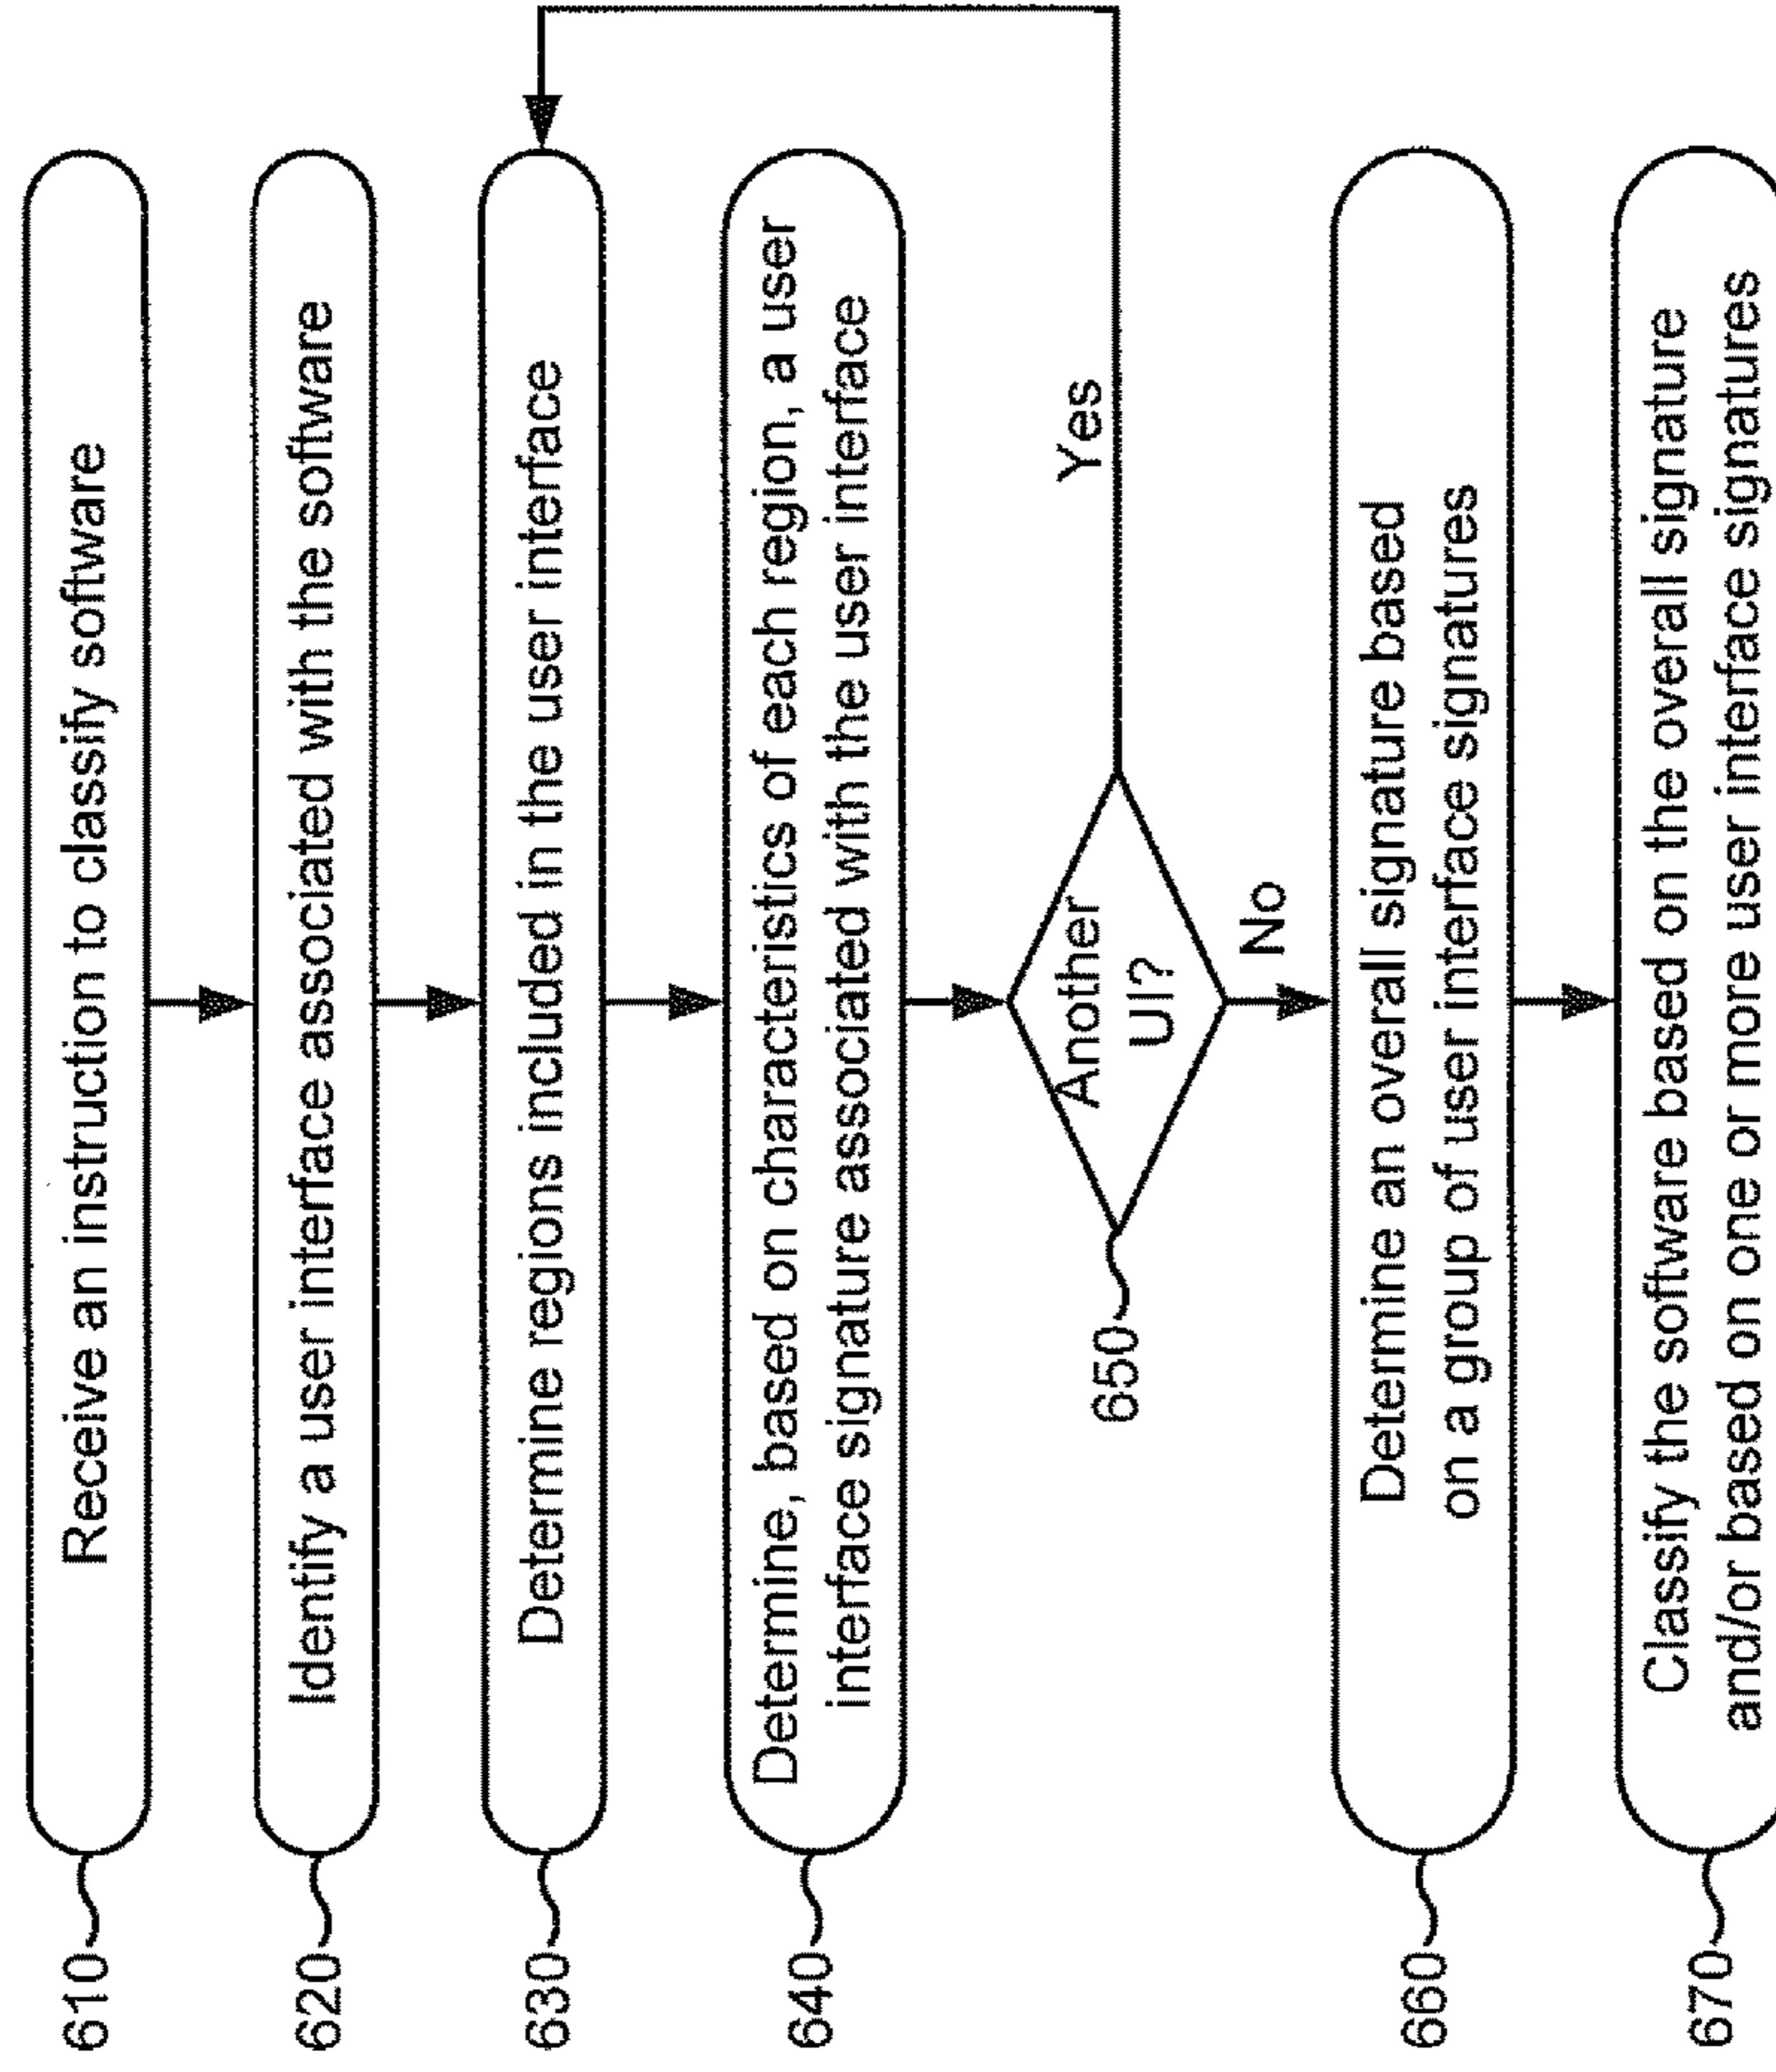 610
Receive an instruction to classify software
620
Identify a user interface associated with the software
630
Determine regions included in the user interface
640
Determine, based on characteristics of each region, a user
interface signature associated with the user interface
650
Another
UI?
Yes
No
660
Determine an overall signature based
on a group of user interface signatures
670
Classify the software based on the overall signature
and/or based on one or more user interface signatures